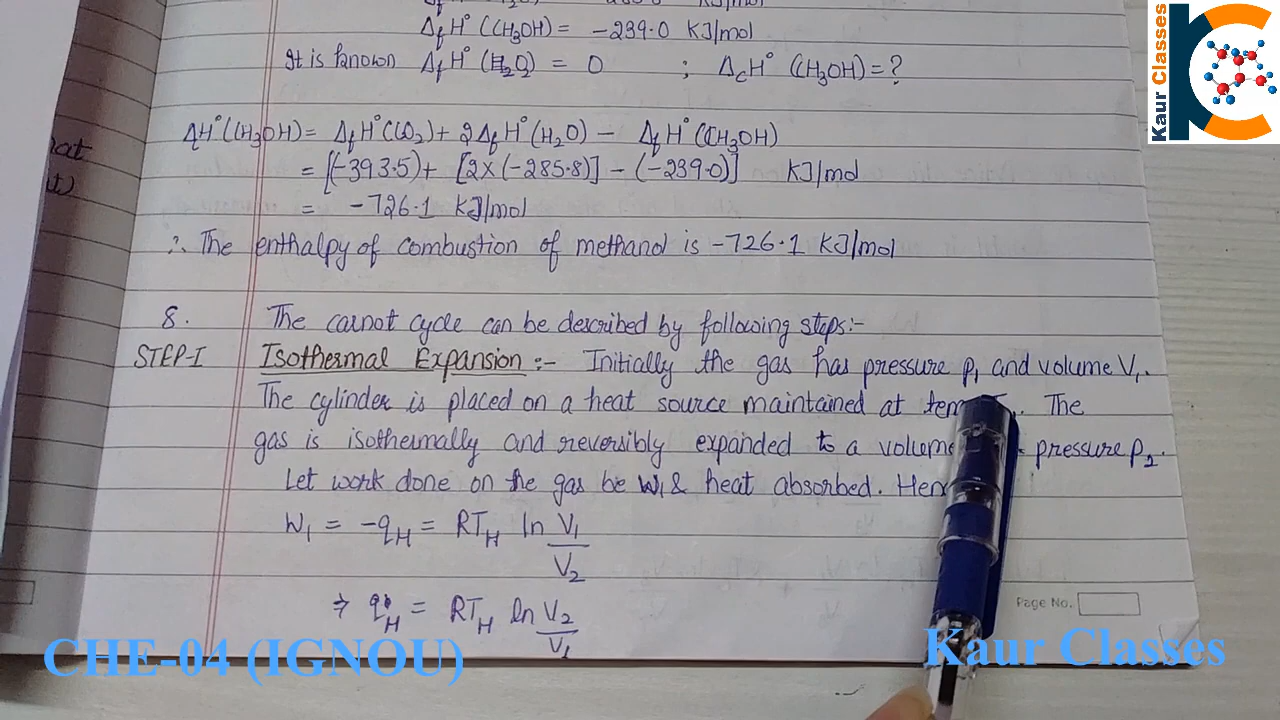 ΔfH° (CH3OH) = -239.0 KJ/mol
It is known ΔfH° (O2) = 0 ; ΔcH° (CH3OH) = ?
hat
t)
ΔH°(CH3OH) = ΔfH°(CO2) + 2ΔfH°(H2O) - ΔfH°(CH3OH)
= [(-393.5) + [2×(-285.8)] - (-239.0)] KJ/mol
= -726.1 KJ/mol
∴ The enthalpy of combustion of methanol is -726.1 KJ/mol
8. The carnot cycle can be described by following steps:-
STEP-I Isothermal Expansion :- Initially the gas has pressure p1 and volume V1.
The cylinder is placed on a heat source maintained at The
gas is isothermally and reversibly expanded to a volume pressure p2.
Let work done on the gas be W1 & heat absorbed.
W1 = -qH = RTH ln V1/V2
⇒ qH = RTH ln V2/V1
Page No.
CHE-04 (IGNOU)
Kaur Classes
Kaur Classes